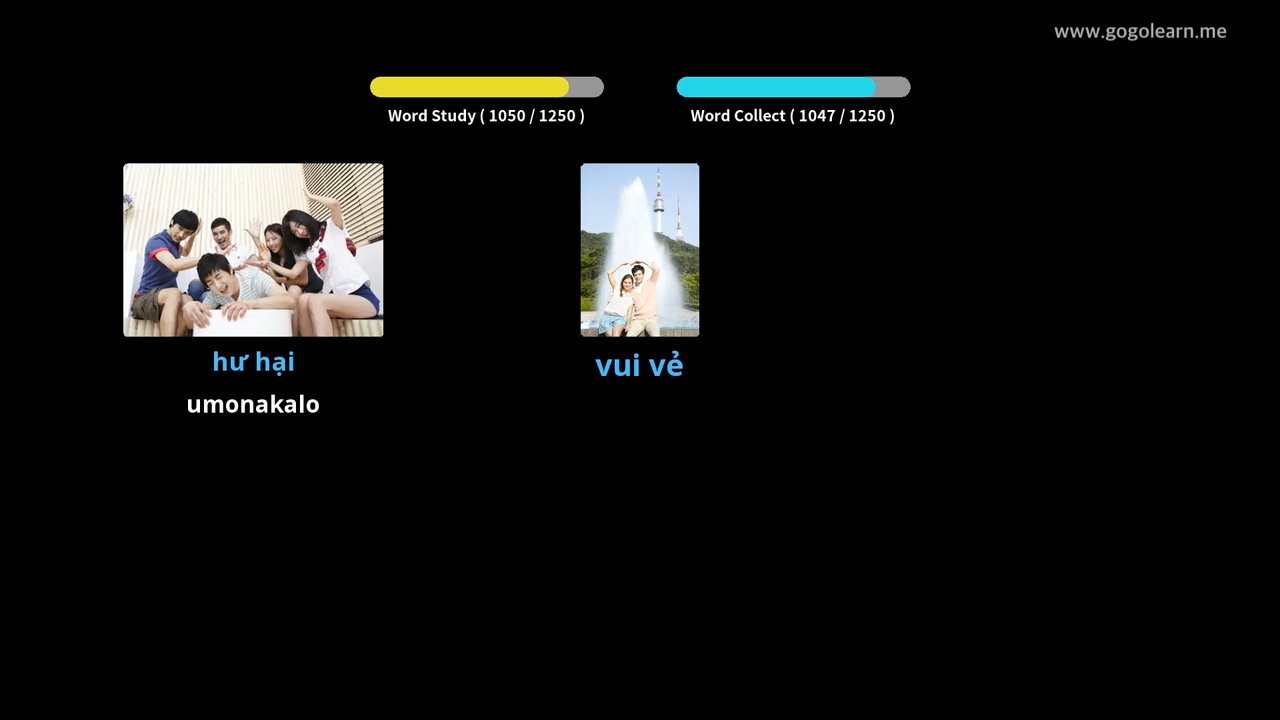 www.gogolearn.me
Word Study ( 1050 / 1250 )
Word Collect ( 1047 / 1250 )
hư hại
umonakalo
vui vẻ